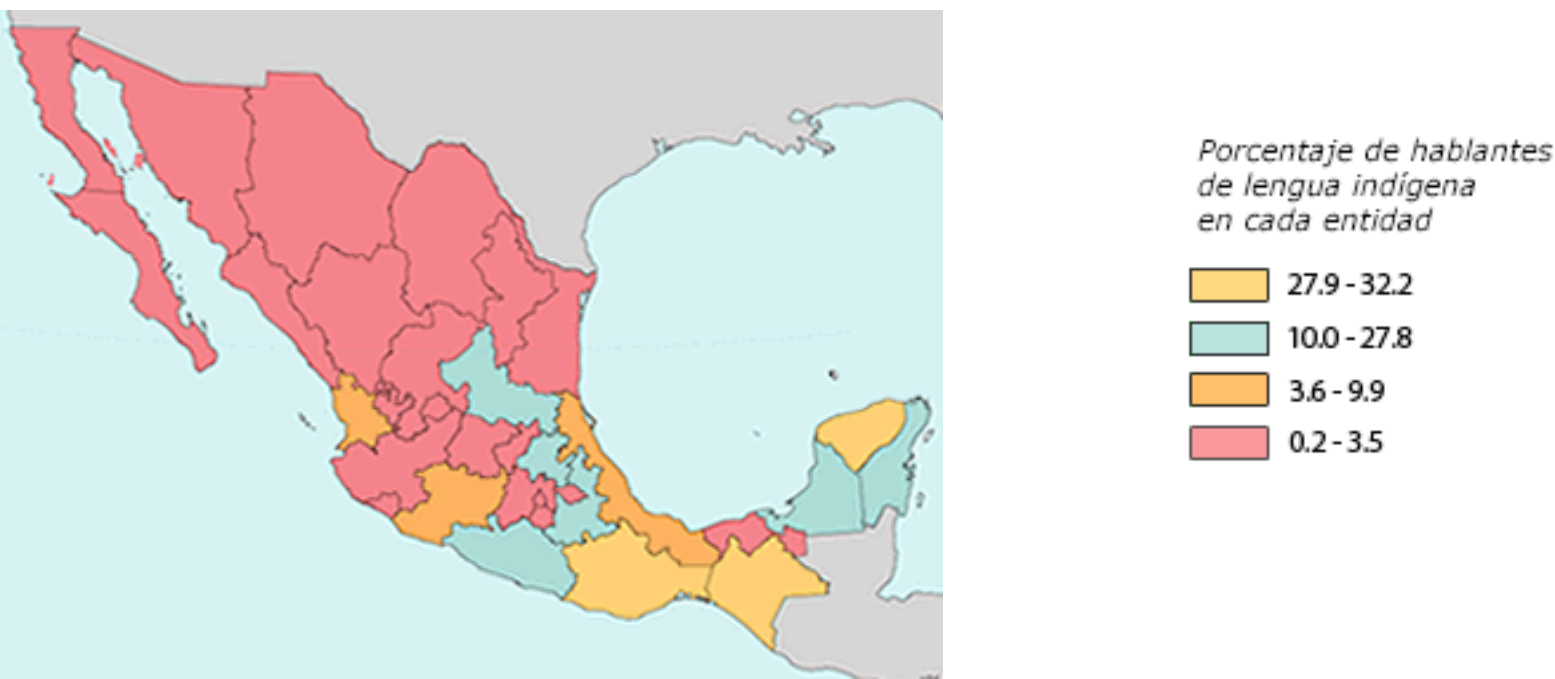 Porcentaje de hablantes
de lengua indígena
en cada entidad
27.9 - 32.2
10.0 - 27.8
3.6 - 9.9
0.2 - 3.5